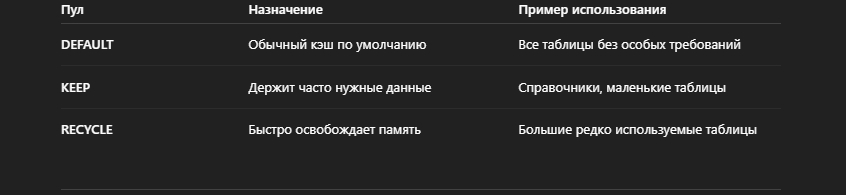 Пул Назначение Пример использования
DEFAULT Обычный кэш по умолчанию Все таблицы без особых требований
KEEP Держит часто нужные данные Справочники, маленькие таблицы
RECYCLE Быстро освобождает память Большие редко используемые таблицы